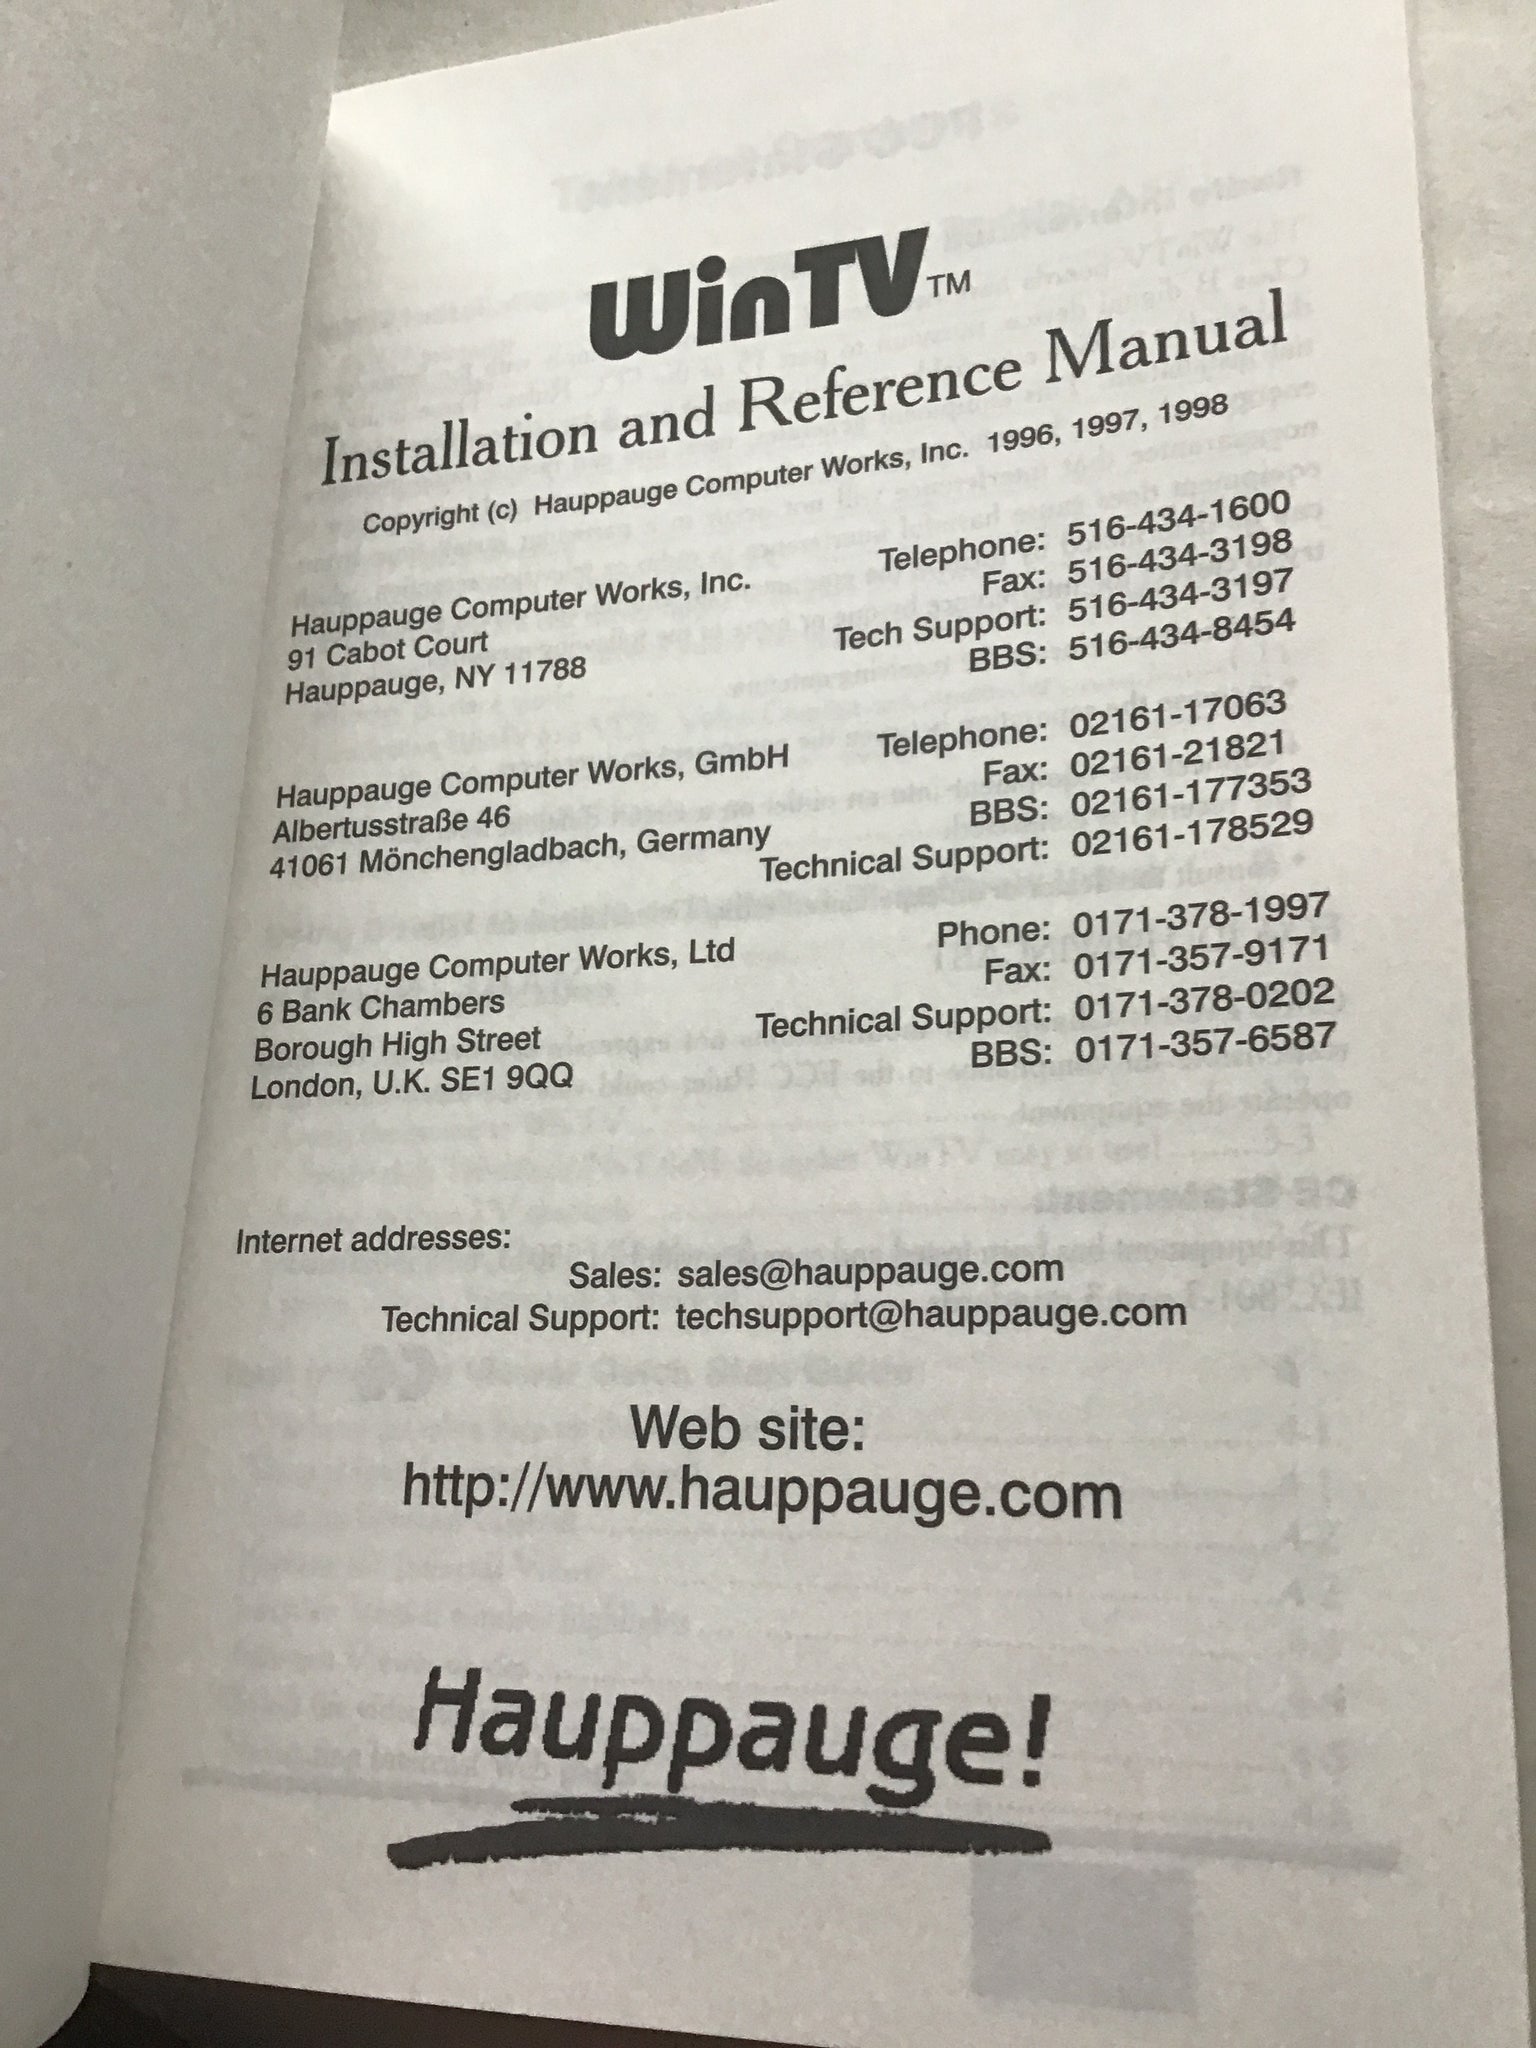 WinTV™
Installation and Reference Manual
Copyright (c) Hauppauge Computer Works, Inc. 1996, 1997, 1998
Hauppauge Computer Works, Inc.
91 Cabot Court
Hauppauge, NY 11788
Telephone: 516-434-1600
Fax: 516-434-3198
Tech Support: 516-434-3197
BBS: 516-434-8454
Hauppauge Computer Works, GmbH
Albertusstraße 46
41061 Mönchengladbach, Germany
Telephone: 02161-17063
Fax: 02161-21821
BBS: 02161-177353
Technical Support: 02161-178529
Hauppauge Computer Works, Ltd
6 Bank Chambers
Borough High Street
London, U.K. SE1 9QQ
Phone: 0171-378-1997
Fax: 0171-357-9171
Technical Support: 0171-378-0202
BBS: 0171-357-6587
Internet addresses:
Sales: sales@hauppauge.com
Technical Support: techsupport@hauppauge.com
Web site:
http://www.hauppauge.com
Hauppauge!